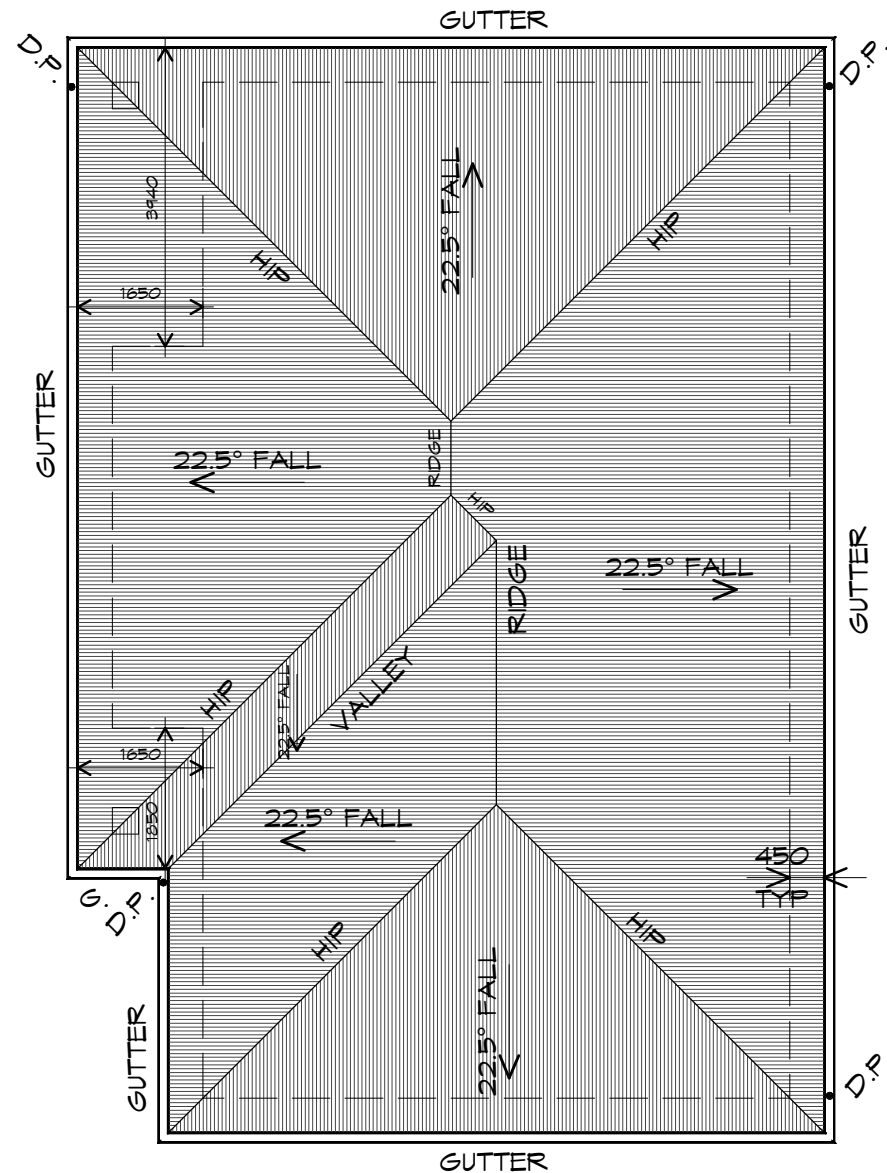 GUTTER
D.P.
D.P.
3940
22.5° FALL
HIP
HIP
1650
GUTTER
RIDGE
22.5° FALL
HIP
RIDGE
22.5° FALL
GUTTER
VALLEY
22.5° FALL
HIP
1650
1850
22.5° FALL
450
TYP
G.
D.P.
HIP
HIP
22.5° FALL
GUTTER
D.P.
GUTTER